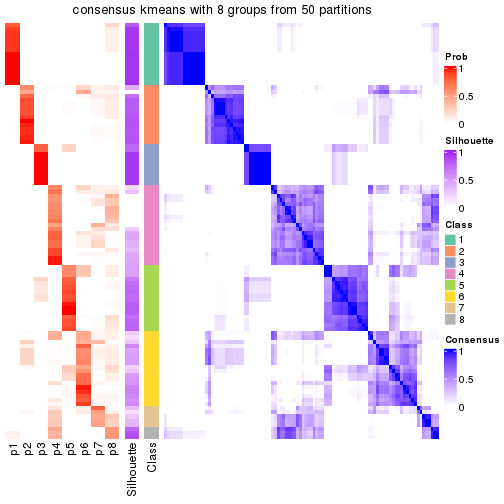 consensus kmeans with 8 groups from 50 partitions
Prob
1
0.5
0
Silhouette
1
0.5
0
Class
1
2
3
4
5
6
7
8
Consensus
1
0.5
0
p1
p2
p3
p4
p5
p6
p7
p8
Silhouette
Class